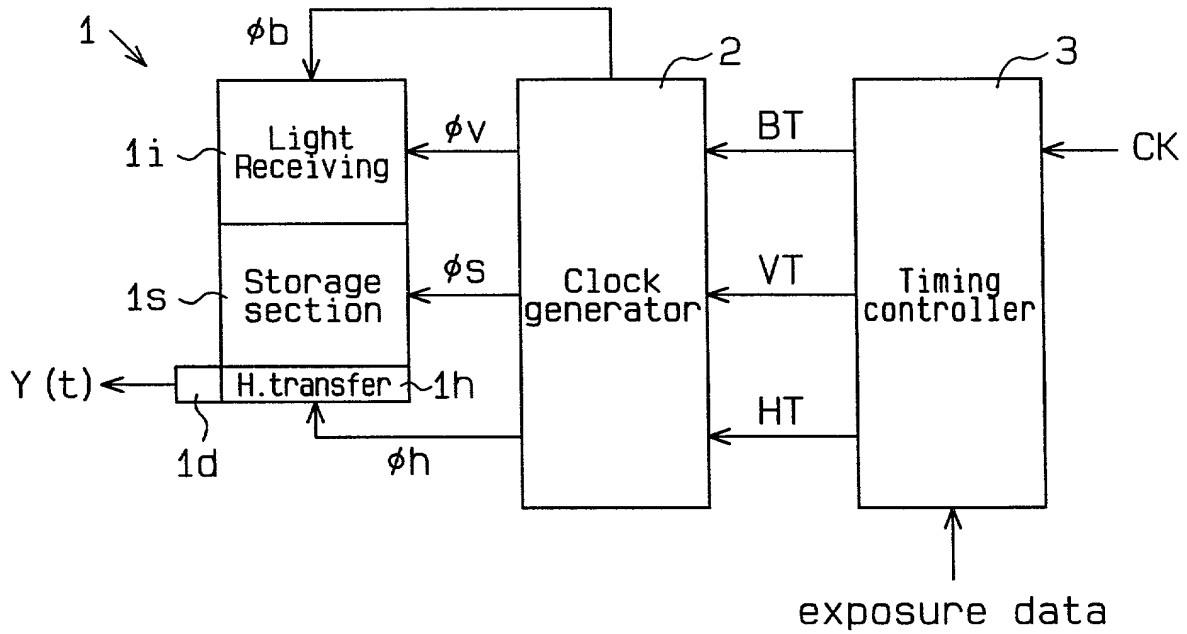 1
φb
2
3
Light
Receiving
1i
φv
BT
CK
Storage
section
1s
φs
Clock
generator
VT
Timing
controller
Y(t)
H.transfer
1h
HT
1d
φh
exposure data